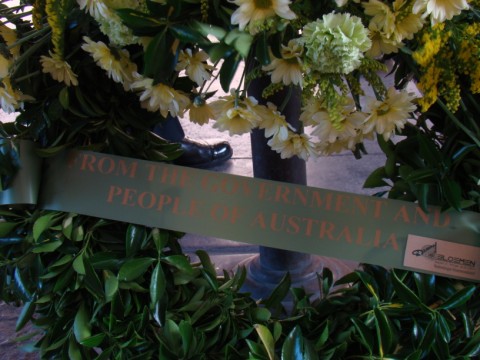 FROM THE GOVERNMENT AND
PEOPLE OF AUSTRALIA